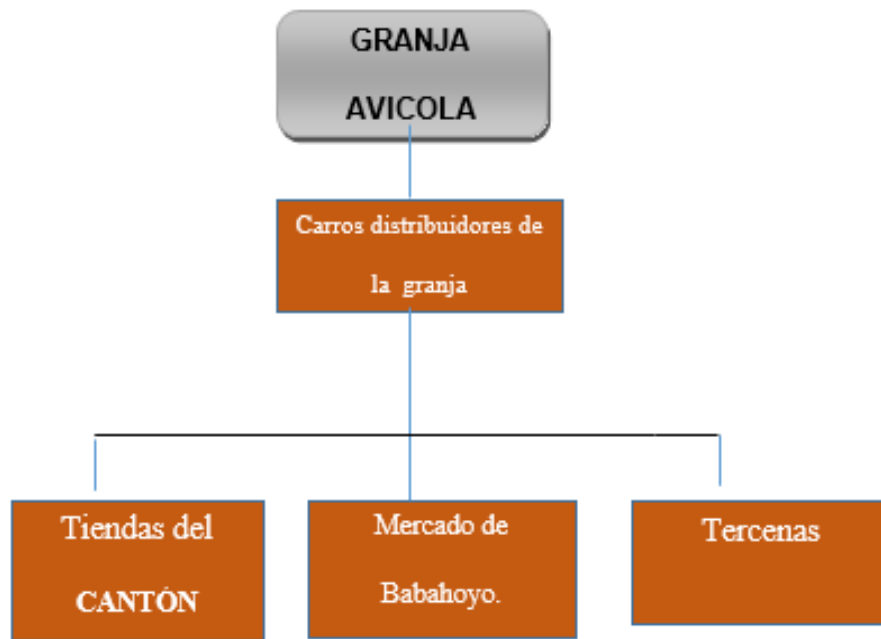 GRANJA
AVICOLA
Carros distribuidores de
la granja
Tiendas del
CANTÓN
Mercado de
Babahoyo.
Tercenas